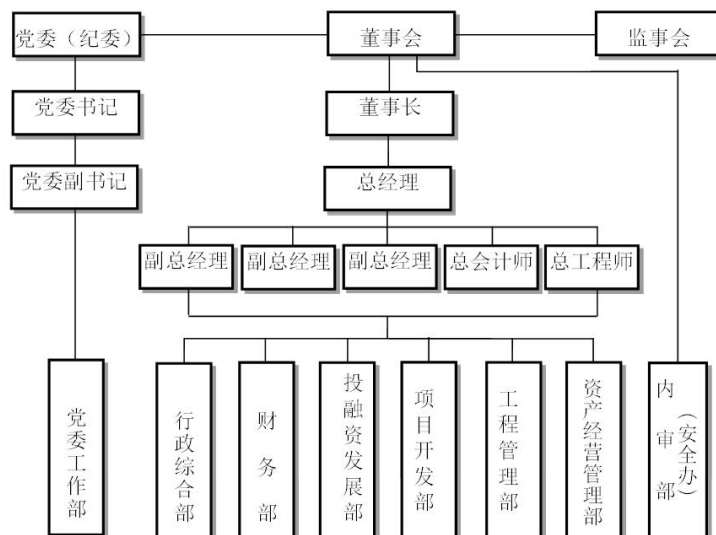 党委（纪委）
董事会
监事会
党委书记
董事长
党委副书记
总经理
副总经理
副总经理
副总经理
总会计师
总工程师
党委工作部
行政综合部
财务部
投融资发展部
项目开发部
工程管理部
资产经营管理部
内审部
（安全办）